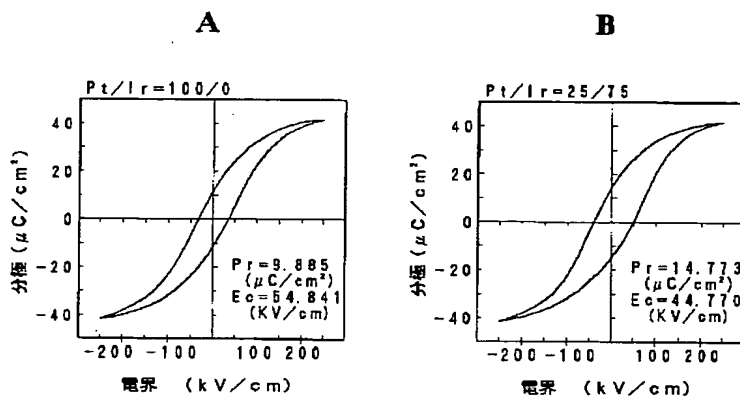 A
Pt/Ir=100/0
分極 (μC/cm²)
40
20
0
-20
-40
Pr=9.885
(μC/cm²)
Ec=54.841
(KV/cm)
-200 -100 0 100 200
電界 (kV/cm)
B
Pt/Ir=25/75
分極 (μC/cm²)
40
20
0
-20
-40
Pr=14.773
(μC/cm²)
Ec=44.770
(KV/cm)
-200 -100 0 100 200
電界 (kV/cm)